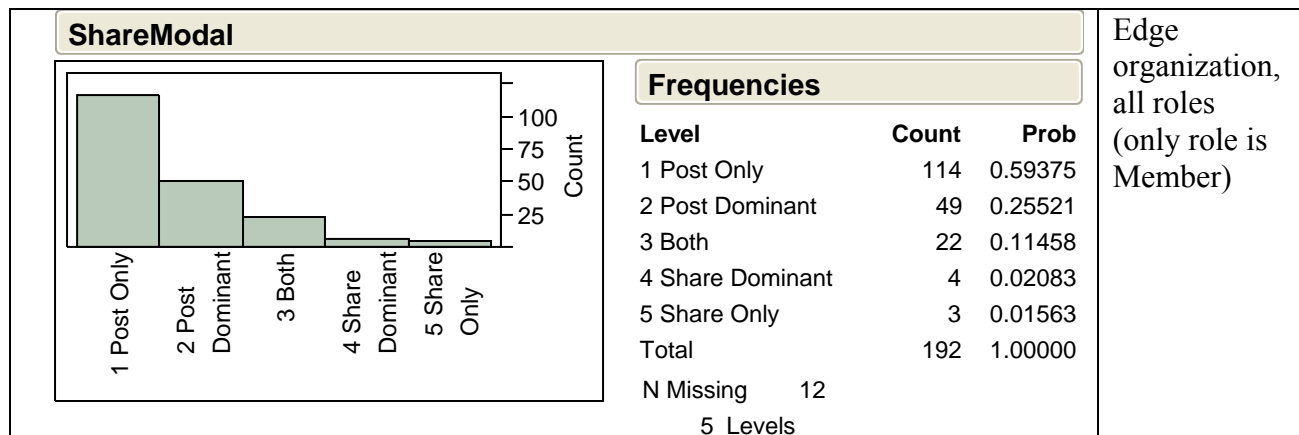 ShareModal
100
75
50
25
Count
1 Post Only
2 Post
Dominant
3 Both
4 Share
Dominant
5 Share
Only
Frequencies
Level Count Prob
1 Post Only 114 0.59375
2 Post Dominant 49 0.25521
3 Both 22 0.11458
4 Share Dominant 4 0.02083
5 Share Only 3 0.01563
Total 192 1.00000
N Missing 12
5 Levels
Edge
organization,
all roles
(only role is
Member)